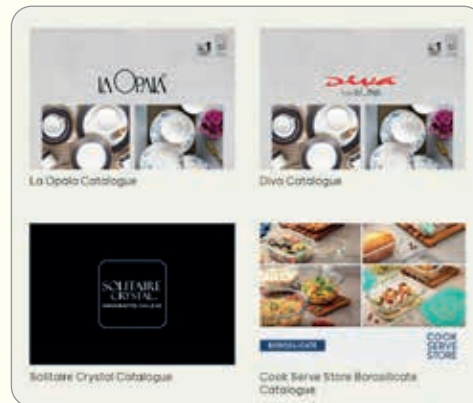 LA OPALA
La Opala Catalogue
Diva
Diva Catalogue
SOLITAIRE
CRYSTAL
Solitaire Crystal Catalogue
BOROSILICATE
COOK
SERVE
STORE
Cook Serve Store Borosilicate
Catalogue